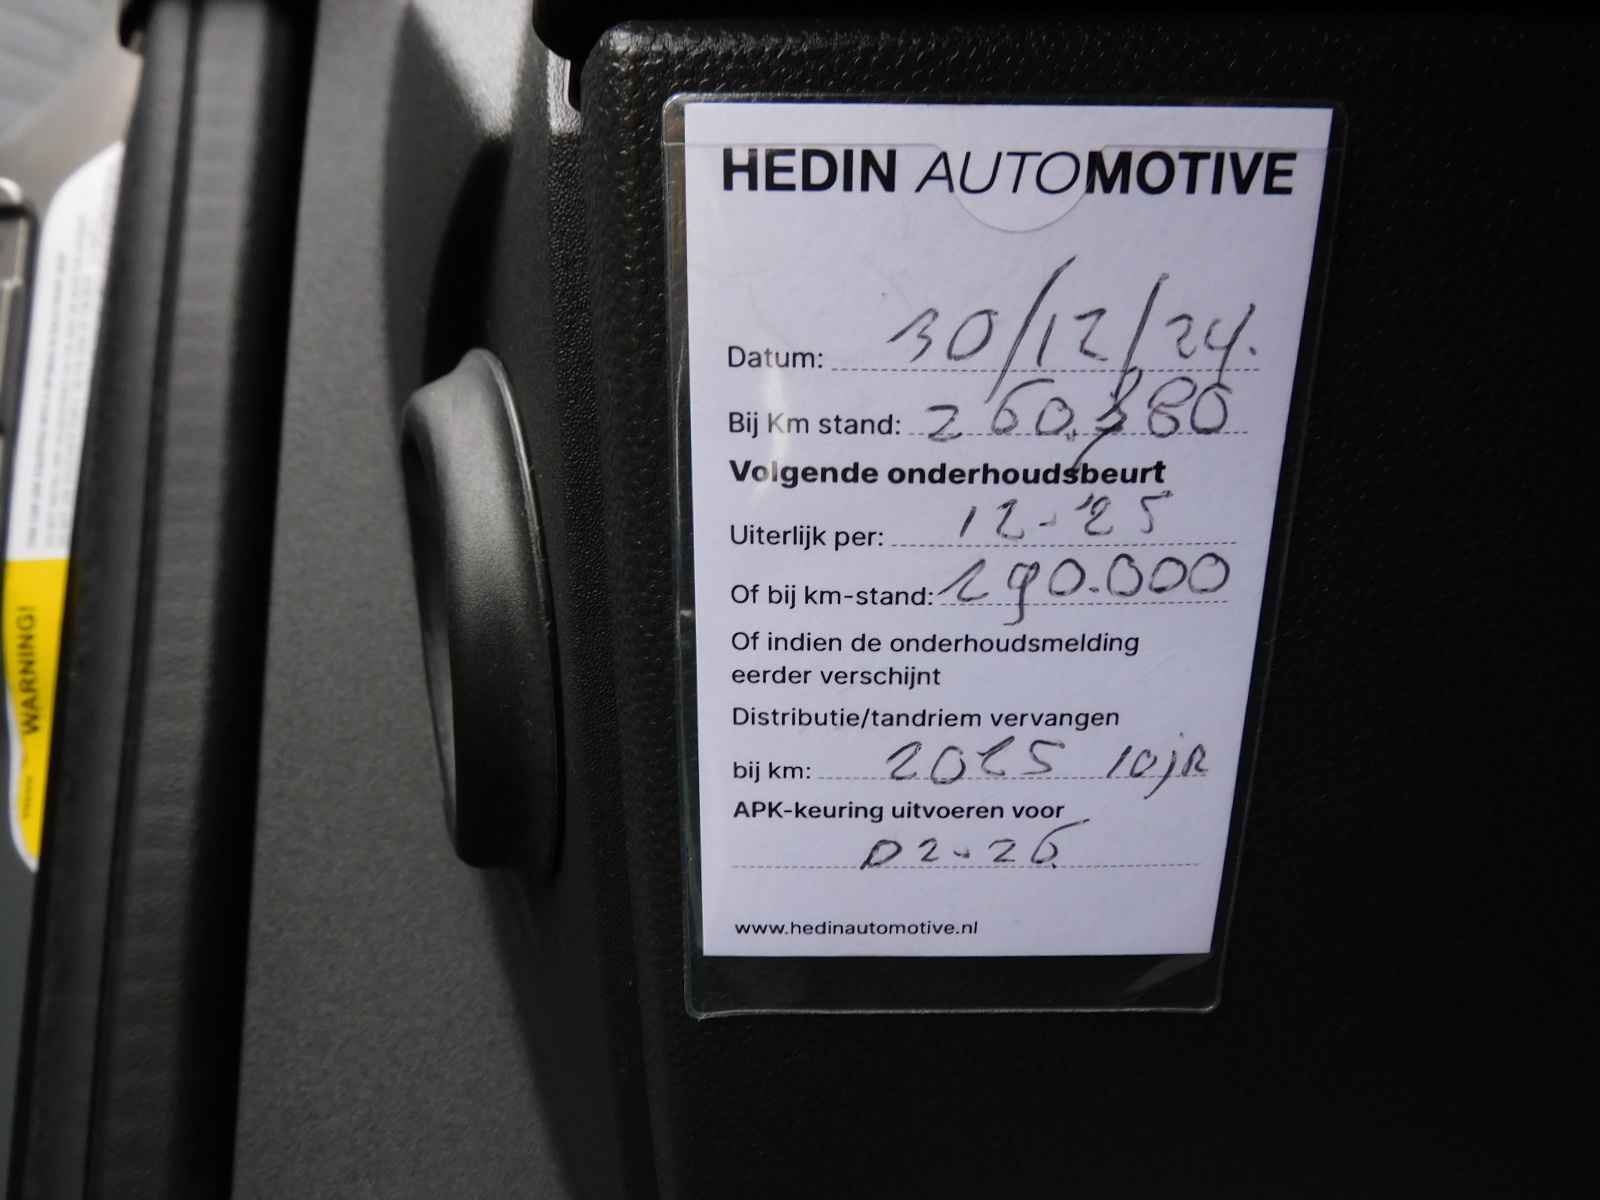 HEDIN AUTOMOTIVE
Datum: 30/12/24.
Bij Km stand: 260.380
Volgende onderhoudsbeurt
Uiterlijk per: 12-'25
Of bij km-stand: 290.000
Of indien de onderhoudsmelding
eerder verschijnt
Distributie/tandriem vervangen
bij km: 2025 10jR
APK-keuring uitvoeren voor
02-26
www.hedinautomotive.nl
WARNING!